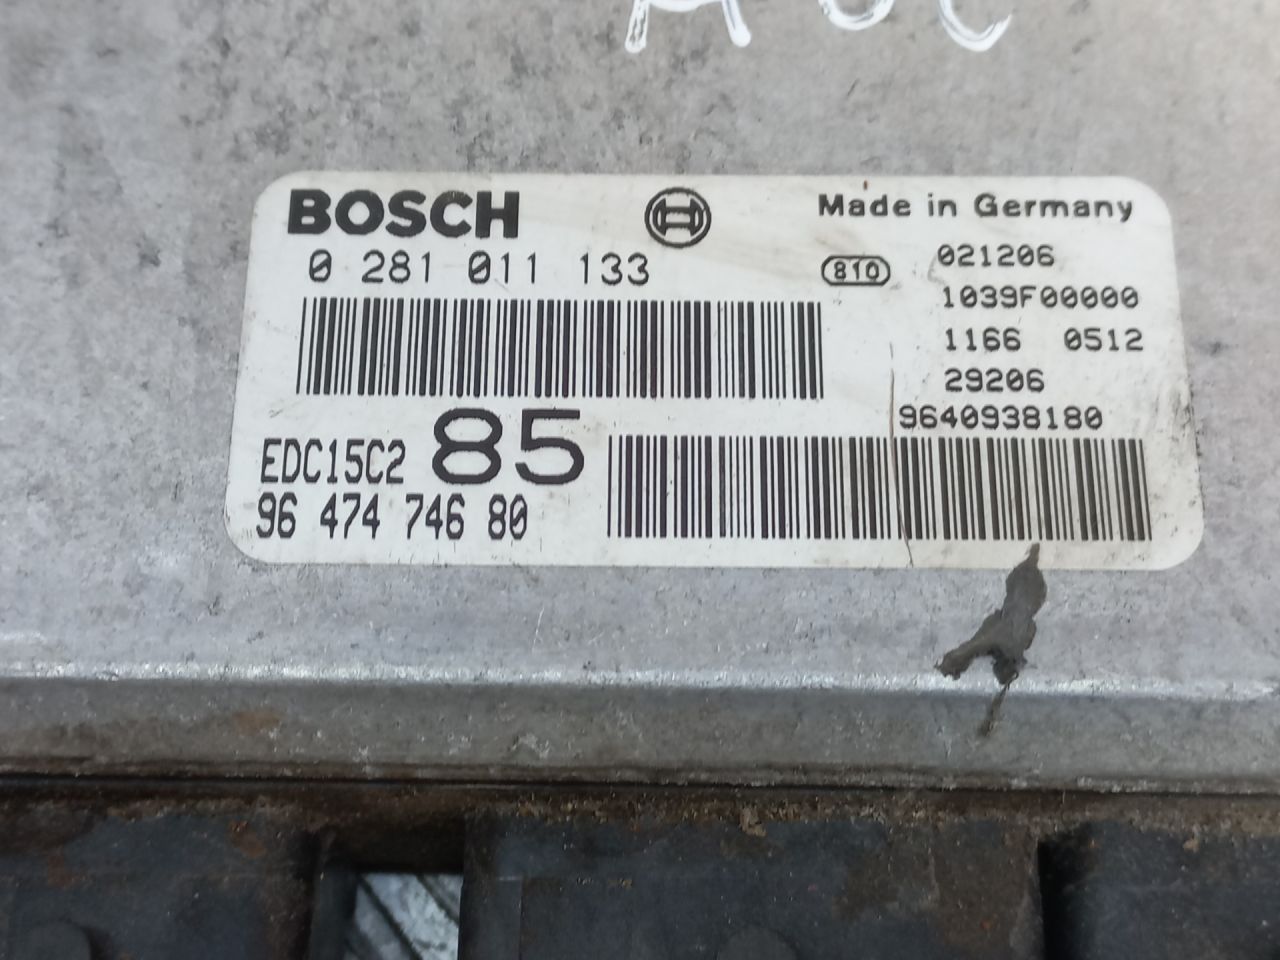 BOSCH
Made in Germany
0 281 011 133
810
021206
1039F00000
1166 0512
29206
9640938180
EDC15C2 85
96 474 746 80